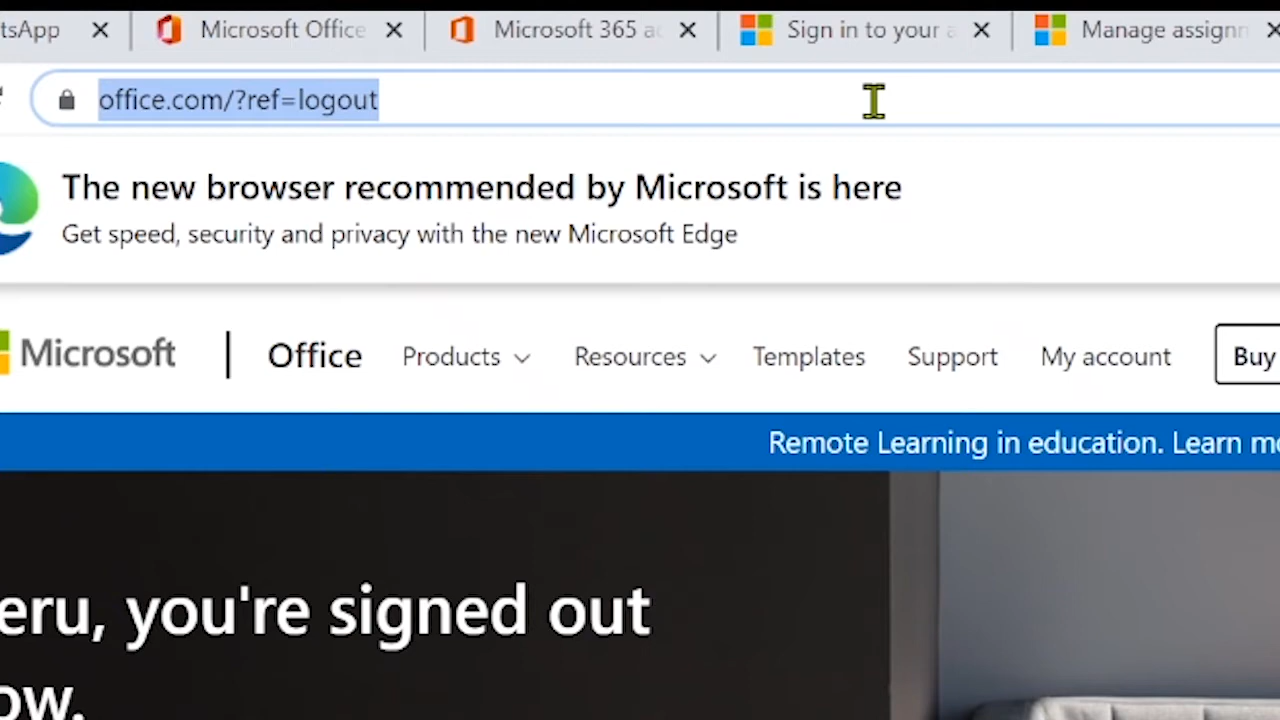 tsApp
Microsoft Office
Microsoft 365 a
Sign in to your a
Manage assignm
office.com/?ref=logout
The new browser recommended by Microsoft is here
Get speed, security and privacy with the new Microsoft Edge
Microsoft | Office Products Resources Templates Support My account Buy
Remote Learning in education. Learn mo
eru, you're signed out
ow.